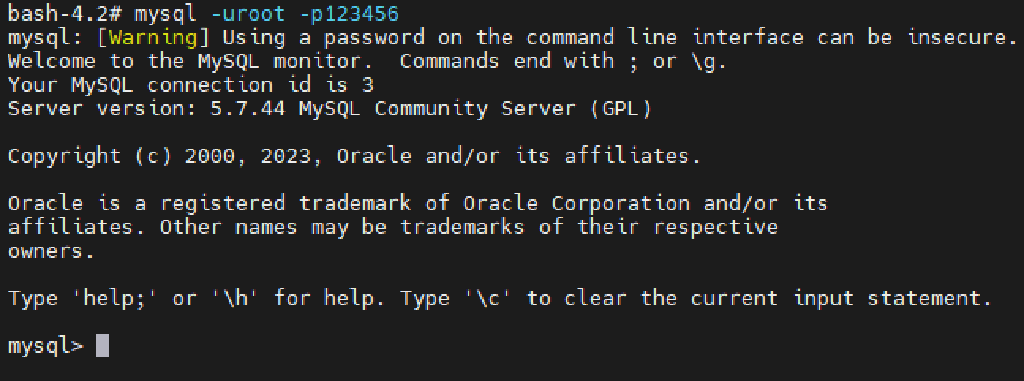 bash-4.2# mysql -uroot -p123456
mysql: [Warning] Using a password on the command line interface can be insecure.
Welcome to the MySQL monitor.  Commands end with ; or \g.
Your MySQL connection id is 3
Server version: 5.7.44 MySQL Community Server (GPL)

Copyright (c) 2000, 2023, Oracle and/or its affiliates.

Oracle is a registered trademark of Oracle Corporation and/or its
affiliates. Other names may be trademarks of their respective
owners.

Type 'help;' or '\h' for help. Type '\c' to clear the current input statement.

mysql>